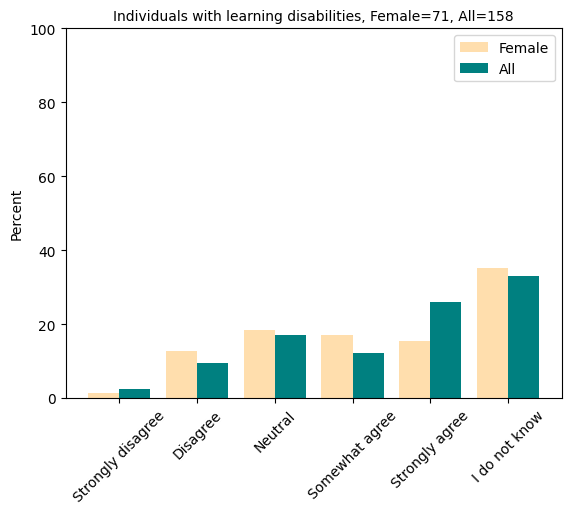 Individuals with learning disabilities, Female=71, All=158
100
80
60
40
20
0
Percent
Female
All
Strongly disagree
Disagree
Neutral
Somewhat agree
Strongly agree
I do not know